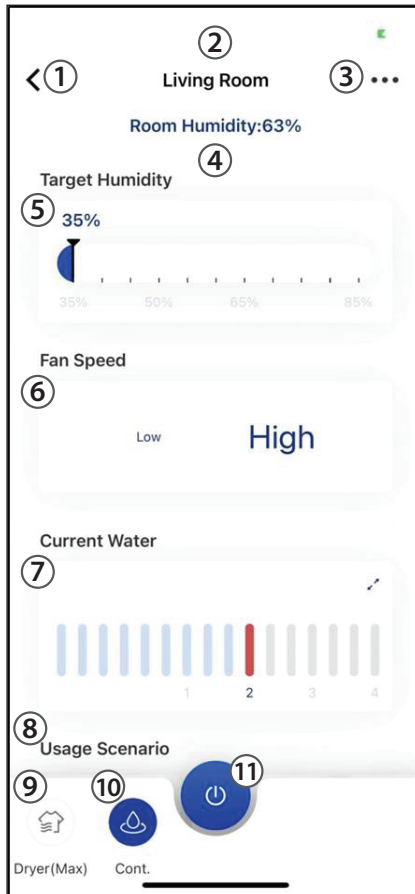 ②
① Living Room ③
Room Humidity:63%
④
Target Humidity
⑤ 35%
35% 50% 65% 85%
Fan Speed
⑥
Low High
Current Water
⑦
1 2 3 4
⑧
Usage Scenario
⑨ ⑩ ⑪
Dryer(Max) Cont.